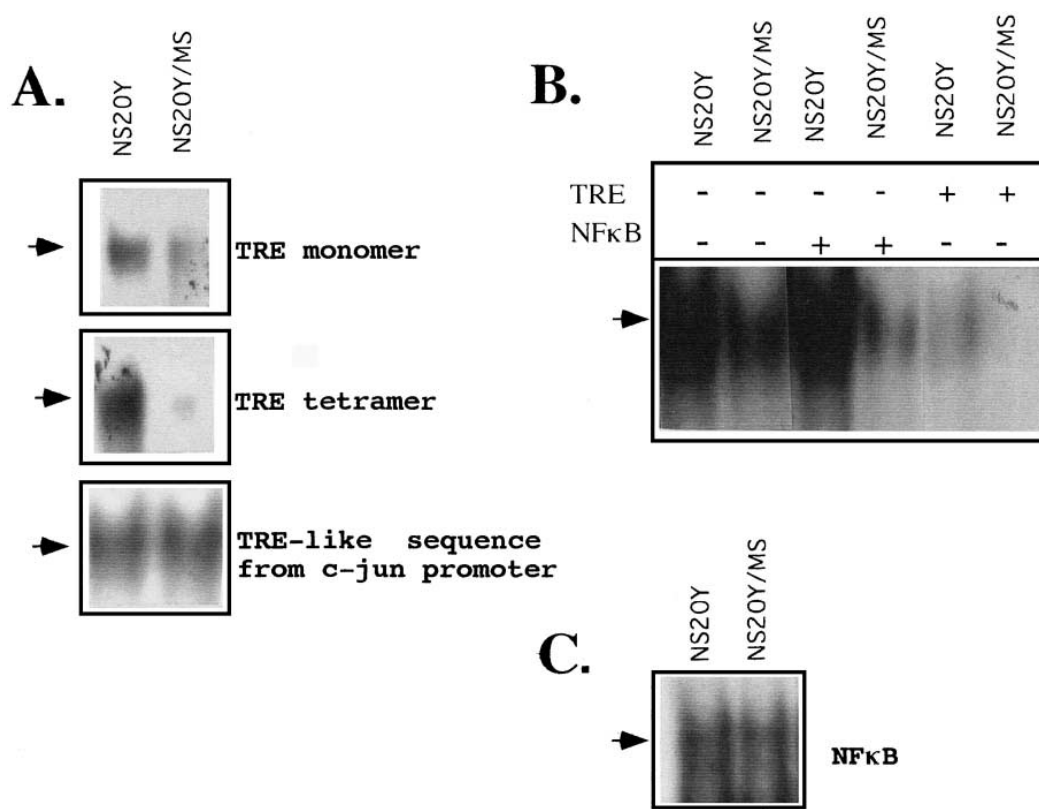 A.
NS20Y
NS20Y/MS
TRE monomer
TRE tetramer
TRE-like sequence
from c-jun promoter
B.
NS20Y
NS20Y/MS
NS20Y
NS20Y/MS
NS20Y
NS20Y/MS
TRE - - - - + +
NFκB - - + + - -
C.
NS20Y
NS20Y/MS
NFκB